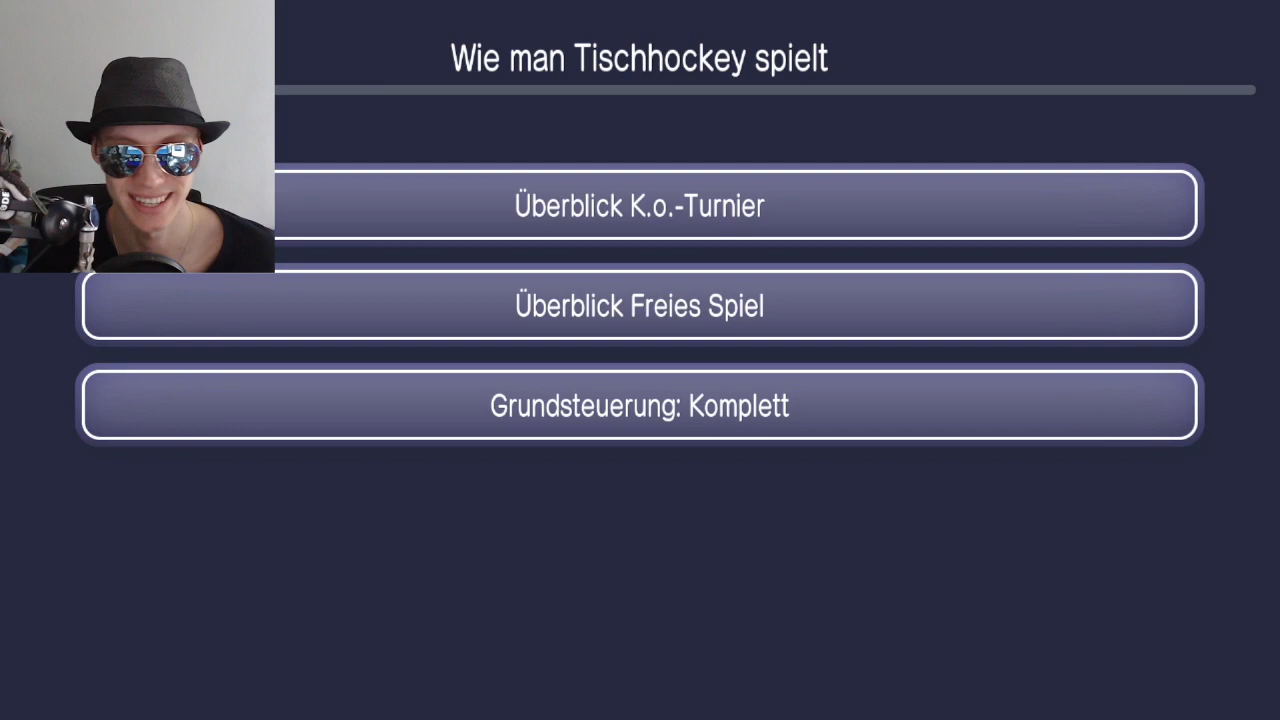 Wie man Tischhockey spielt
Überblick K.o.-Turnier
Überblick Freies Spiel
Grundsteuerung: Komplett